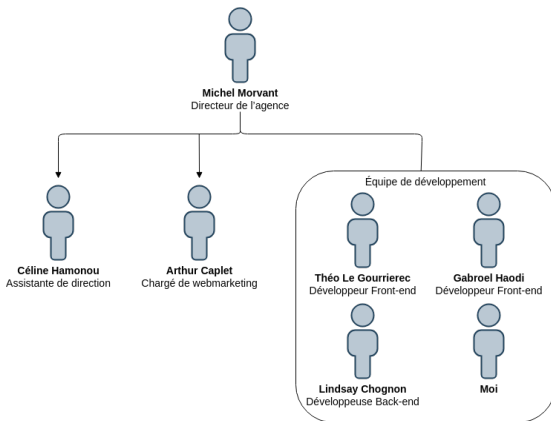 Michel Morvant
Directeur de l'agence
Équipe de développement
Céline Hamonou
Assistante de direction
Arthur Caplet
Chargé de webmarketing
Théo Le Gourrierec
Développeur Front-end
Gabroel Haodi
Développeur Front-end
Lindsay Chognon
Développeuse Back-end
Moi